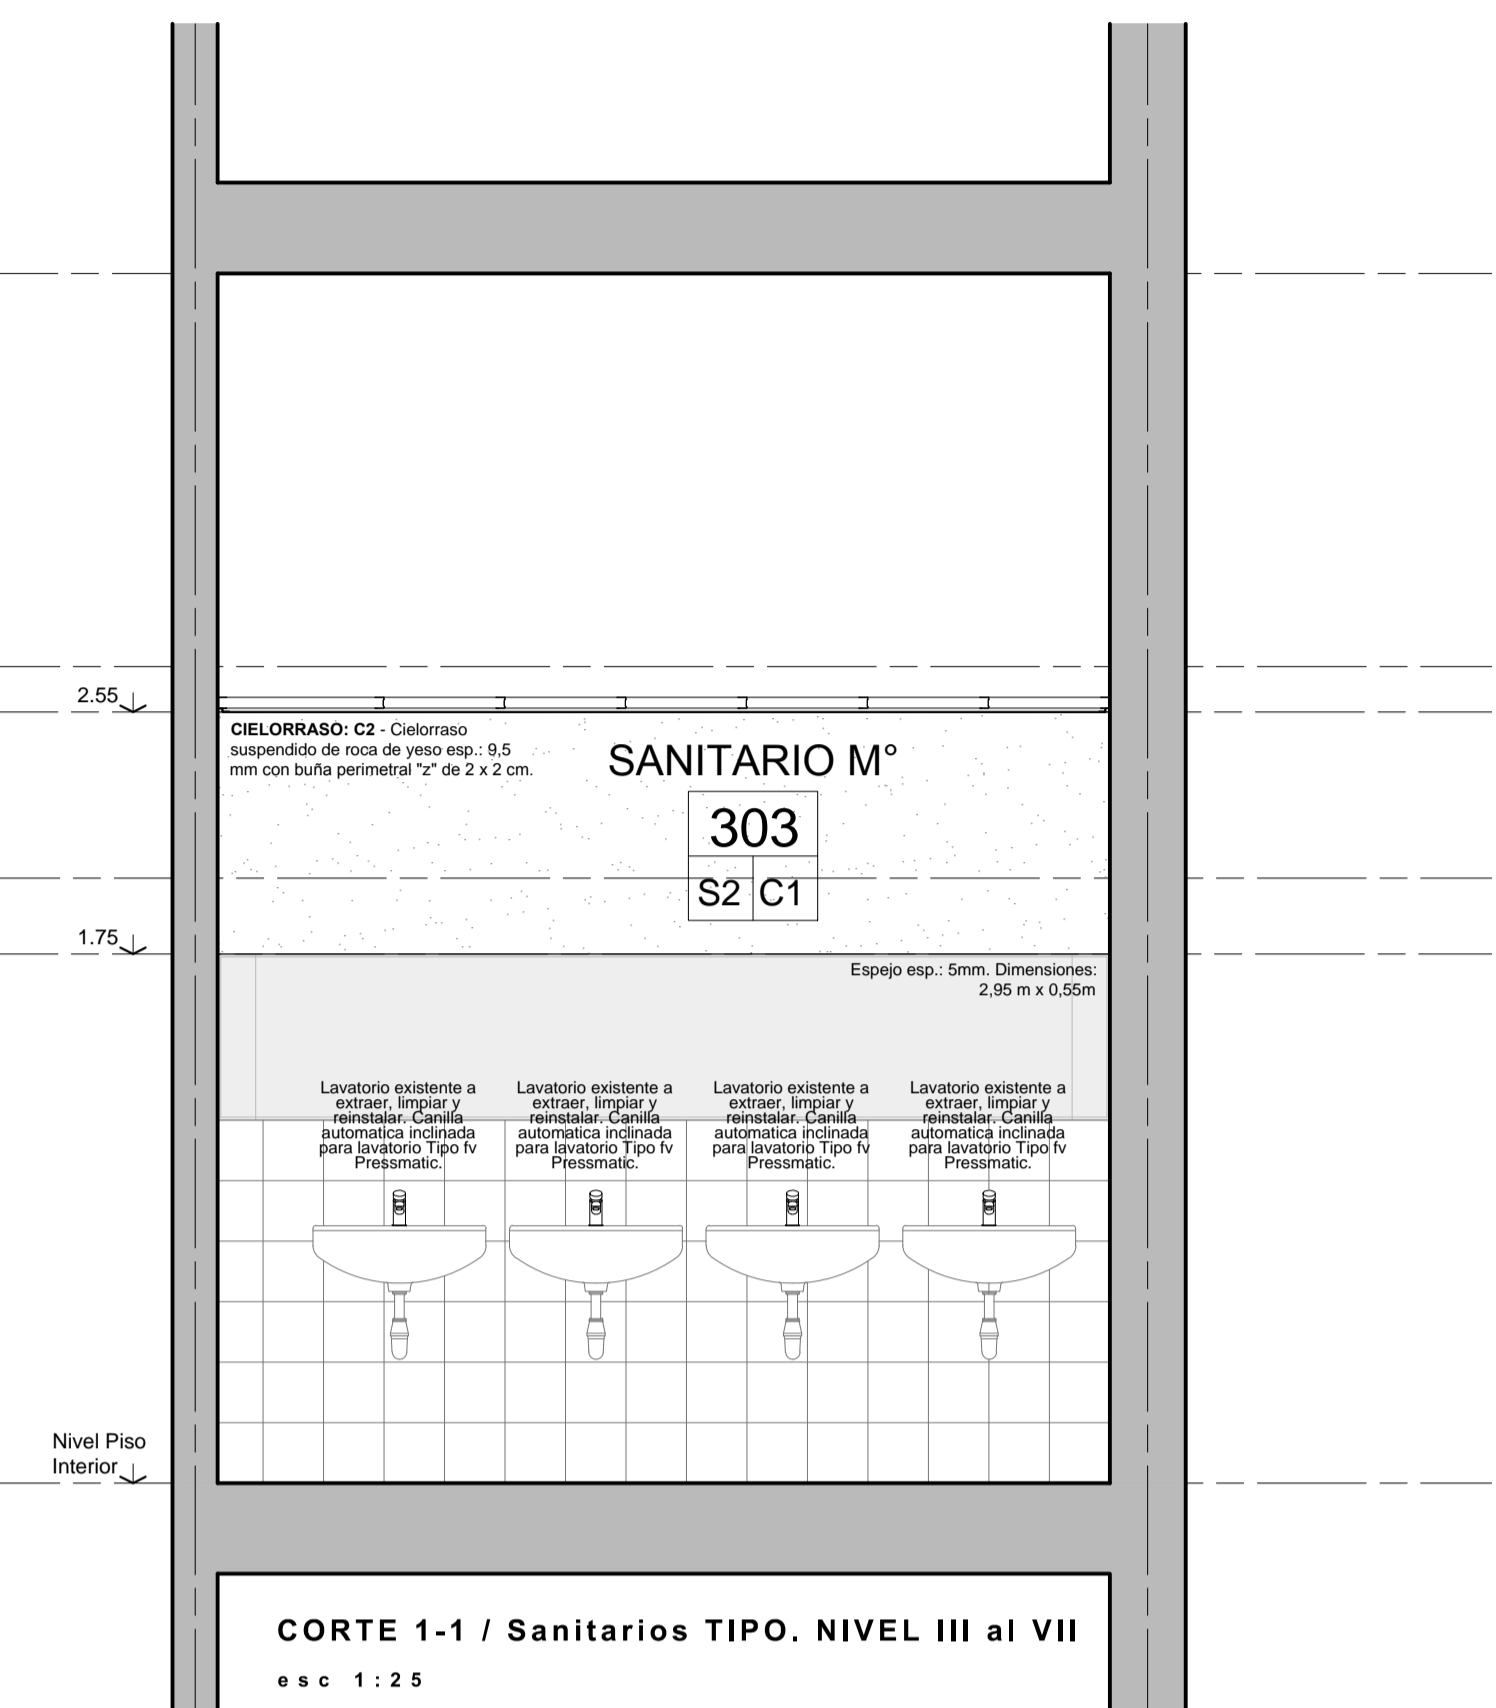 2.55
CIELORRASO: C2 - Cielorraso
suspendido de roca de yeso esp.: 9,5
mm con buña perimetral "z" de 2 x 2 cm.
SANITARIO M°
303
S2 C1
1.75
Espejo esp.: 5mm. Dimensiones:
2,95 m x 0,55m
Lavatorio existente a
extraer, limpiar y
reinstalar. Canilla
automatica inclinada
para lavatorio Tipo fv
Pressmatic.
Lavatorio existente a
extraer, limpiar y
reinstalar. Canilla
automatica inclinada
para lavatorio Tipo fv
Pressmatic.
Lavatorio existente a
extraer, limpiar y
reinstalar. Canilla
automatica inclinada
para lavatorio Tipo fv
Pressmatic.
Lavatorio existente a
extraer, limpiar y
reinstalar. Canilla
automatica inclinada
para lavatorio Tipo fv
Pressmatic.
Nivel Piso
Interior
CORTE 1-1 / Sanitarios TIPO. NIVEL III al VII
esc 1:25